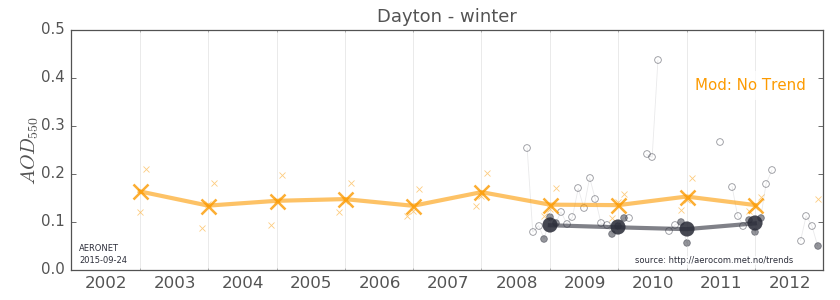 Dayton - winter
0.5
0.4
0.3
0.2
0.1
0.0
AOD550
Mod: No Trend
AERONET
2015-09-24
source: http://aerocom.met.no/trends
2002 2003 2004 2005 2006 2007 2008 2009 2010 2011 2012